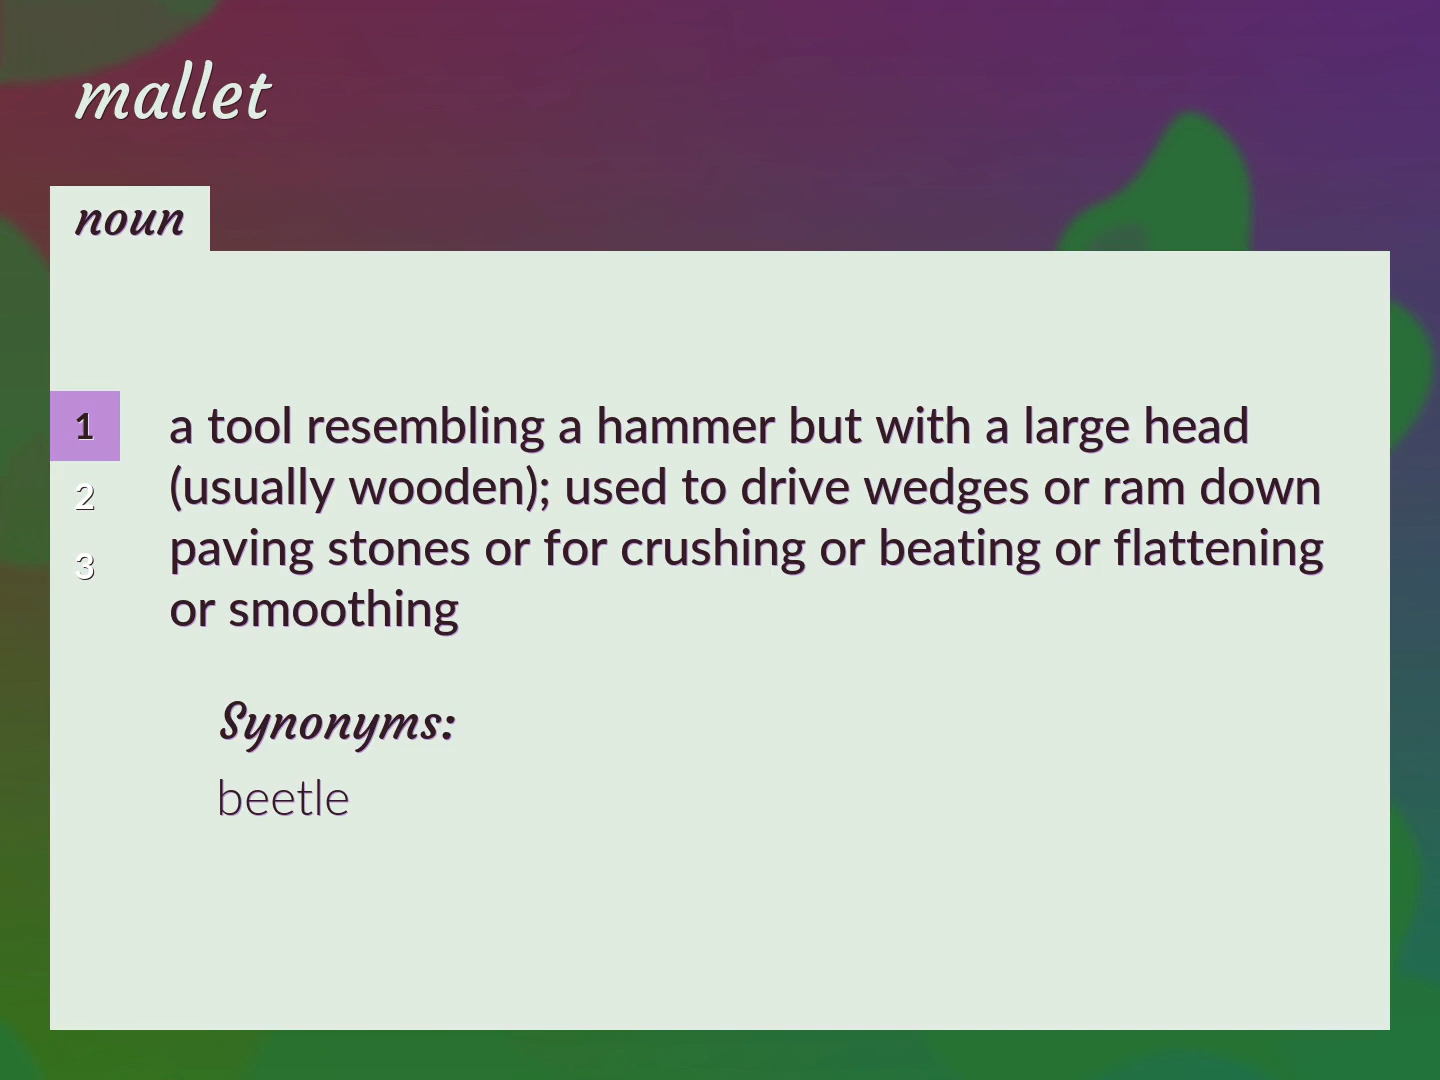 mallet
noun
1
a tool resembling a hammer but with a large head
(usually wooden); used to drive wedges or ram down
paving stones or for crushing or beating or flattening
or smoothing
2
3
Synonyms:
beetle